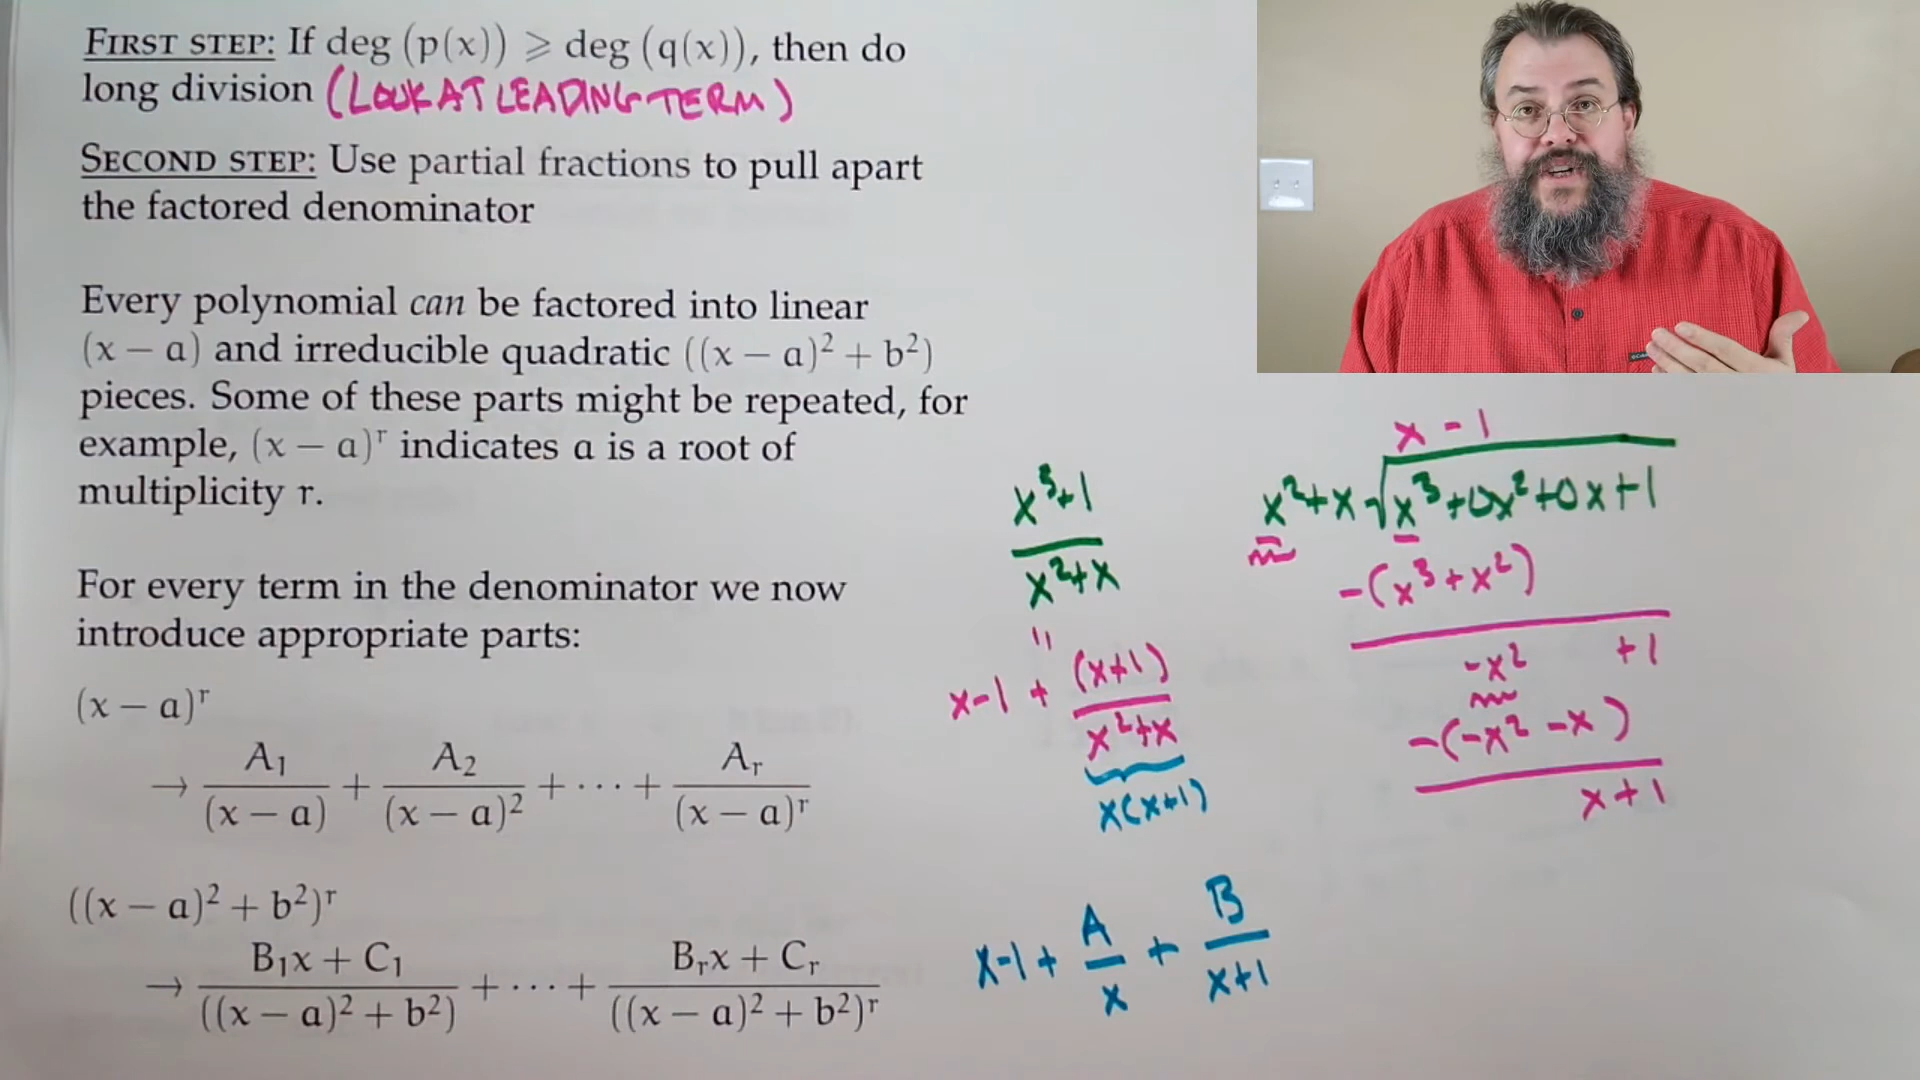 FIRST STEP: If deg (p(x)) ⩾ deg (q(x)), then do
long division (LOOK AT LEADING TERM)
SECOND STEP: Use partial fractions to pull apart
the factored denominator
Every polynomial can be factored into linear
(x − a) and irreducible quadratic ((x − a)² + b²)
pieces. Some of these parts might be repeated, for
example, (x − a)ʳ indicates a is a root of
multiplicity r.
For every term in the denominator we now
introduce appropriate parts:
(x − a)ʳ
→ A₁/(x − a) + A₂/(x − a)² + ··· + Aᵣ/(x − a)ʳ
((x − a)² + b²)ʳ
→ (B₁x + C₁)/((x − a)² + b²) + ··· + (Bᵣx + Cᵣ)/((x − a)² + b²)ʳ
x³+1
x²+x
"
x-1 + (x+1)
x²+x
x(x+1)
x-1 + A/x + B/(x+1)
x - 1
x²+x √x³+0x²+0x+1
-(x³+x²)
-x² +1
-(-x² -x)
x+1